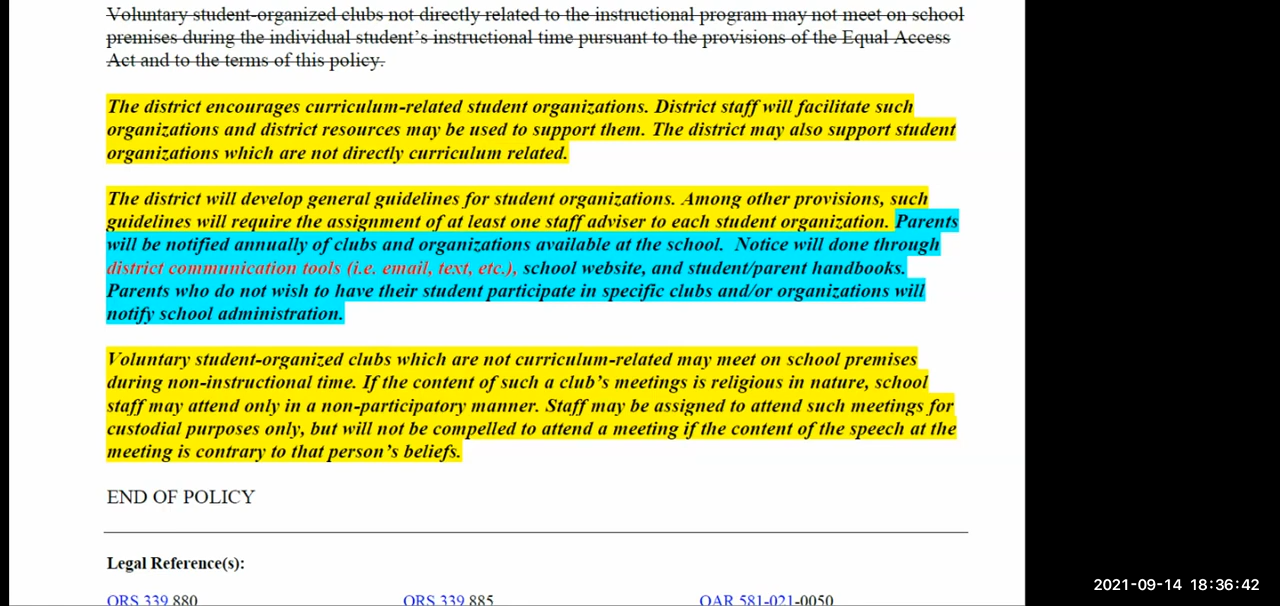 Voluntary student-organized clubs not directly related to the instructional program may not meet on school
premises during the individual student's instructional time pursuant to the provisions of the Equal Access
Act and to the terms of this policy.
The district encourages curriculum-related student organizations. District staff will facilitate such
organizations and district resources may be used to support them. The district may also support student
organizations which are not directly curriculum related.
The district will develop general guidelines for student organizations. Among other provisions, such
guidelines will require the assignment of at least one staff adviser to each student organization. Parents
will be notified annually of clubs and organizations available at the school. Notice will done through
district communication tools (i.e. email, text, etc.), school website, and student/parent handbooks.
Parents who do not wish to have their student participate in specific clubs and/or organizations will
notify school administration.
Voluntary student-organized clubs which are not curriculum-related may meet on school premises
during non-instructional time. If the content of such a club's meetings is religious in nature, school
staff may attend only in a non-participatory manner. Staff may be assigned to attend such meetings for
custodial purposes only, but will not be compelled to attend a meeting if the content of the speech at the
meeting is contrary to that person's beliefs.
END OF POLICY
Legal Reference(s):
ORS 339.880 ORS 339.885 OAR 581-021-0050
2021-09-14 18:36:42